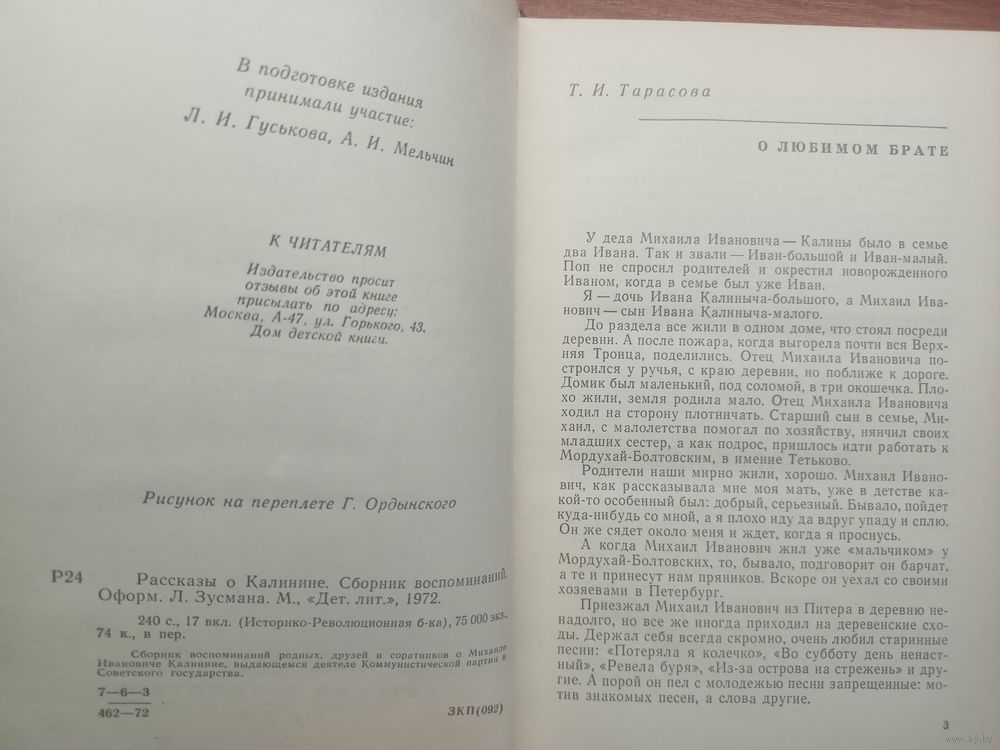 В подготовке издания
принимали участие:
Л. И. Гуськова, А. И. Мельчин
К ЧИТАТЕЛЯМ
Издательство просит
отзывы об этой книге
присылать по адресу:
Москва, А-47, ул. Горького, 43.
Дом детской книги.
Рисунок на переплете Г. Ордынского
Р24
Рассказы о Калинине. Сборник воспоминаний.
Оформ. Л. Зусмана. М., «Дет. лит.», 1972.
240 с., 17 вкл. (Историко-Революционная б-ка), 75 000 экз.,
74 к., в пер.
Сборник воспоминаний родных, друзей и соратников о Михаиле
Ивановиче Калинине, выдающемся деятеле Коммунистической партии и
Советского государства.
7—6—3
462—72
ЗКП(092)
Т. И. Тарасова
О ЛЮБИМОМ БРАТЕ
У деда Михаила Ивановича — Калины было в семье
два Ивана. Так и звали — Иван-большой и Иван-малый.
Поп не спросил родителей и окрестил новорожденного
Иваном, когда в семье был уже Иван.
Я — дочь Ивана Калиныча-большого, а Михаил Ива-
нович — сын Ивана Калиныча-малого.
До раздела все жили в одном доме, что стоял посреди
деревни. А после пожара, когда выгорела почти вся Верх-
няя Троица, поделились. Отец Михаила Ивановича по-
строился у ручья, с краю деревни, но поближе к дороге.
Домик был маленький, под соломой, в три окошечка. Пло-
хо жили, земля родила мало. Отец Михаила Ивановича
ходил на сторону плотничать. Старший сын в семье, Ми-
хаил, с малолетства помогал по хозяйству, нянчил своих
младших сестер, а как подрос, пришлось идти работать к
Мордухай-Болтовским, в имение Тетьково.
Родители наши мирно жили, хорошо. Михаил Ивано-
вич, как рассказывала мне моя мать, уже в детстве ка-
кой-то особенный был: добрый, серьезный. Бывало, пойдет
куда-нибудь со мной, а я плохо иду да вдруг упаду и сплю.
Он же сядет около меня и ждет, когда я проснусь.
А когда Михаил Иванович жил уже «мальчиком» у
Мордухай-Болтовских, то, бывало, подговорит он барчат,
а те и принесут нам пряников. Вскоре он уехал со своими
хозяевами в Петербург.
Приезжал Михаил Иванович из Питера в деревню не-
надолго, но все же иногда приходил на деревенские схо-
ды. Держал себя всегда скромно, очень любил старинные
песни: «Потеряла я колечко», «Во субботу день ненаст-
ный», «Ревела буря», «Из-за острова на стрежень» и дру-
гие. А порой он пел с молодежью песни запрещенные: мо-
тив знакомых песен, а слова другие.
3
www.ay.by